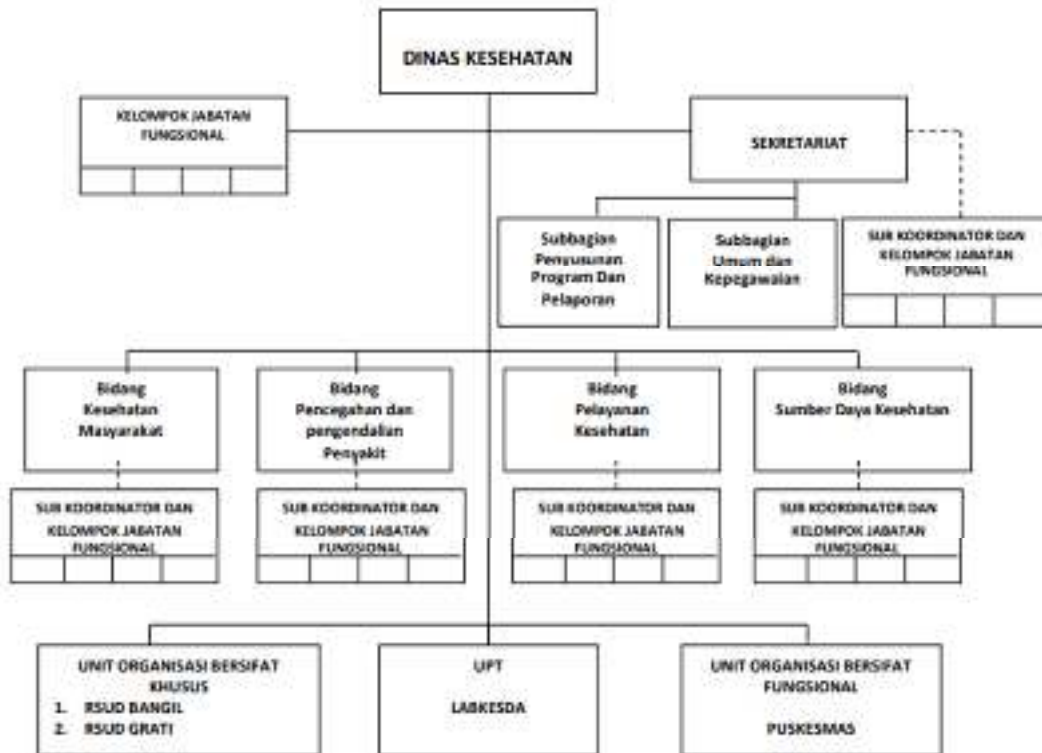 DINAS KESEHATAN
KELOMPOK JABATAN
FUNGSIONAL
SEKRETARIAT
Subbagian
Penyusunan
Program Dan
Pelaporan
Subbagian
Umum dan
Kepegawaian
SUB KOORDINATOR DAN
KELOMPOK JABATAN
FUNGSIONAL
Bidang
Kesehatan
Masyarakat
Bidang
Pencegahan dan
pengendalian
Penyakit
Bidang
Pelayanan
Kesehatan
Bidang
Sumber Daya Kesehatan
SUB KOORDINATOR DAN
KELOMPOK JABATAN
FUNGSIONAL
SUB KOORDINATOR DAN
KELOMPOK JABATAN
FUNGSIONAL
SUB KOORDINATOR DAN
KELOMPOK JABATAN
FUNGSIONAL
SUB KOORDINATOR DAN
KELOMPOK JABATAN
FUNGSIONAL
UNIT ORGANISASI BERSIFAT
KHUSUS
1. RSUD BANGIL
2. RSUD GRATI
UPT
LABKESDA
UNIT ORGANISASI BERSIFAT
FUNGSIONAL
PUSKESMAS